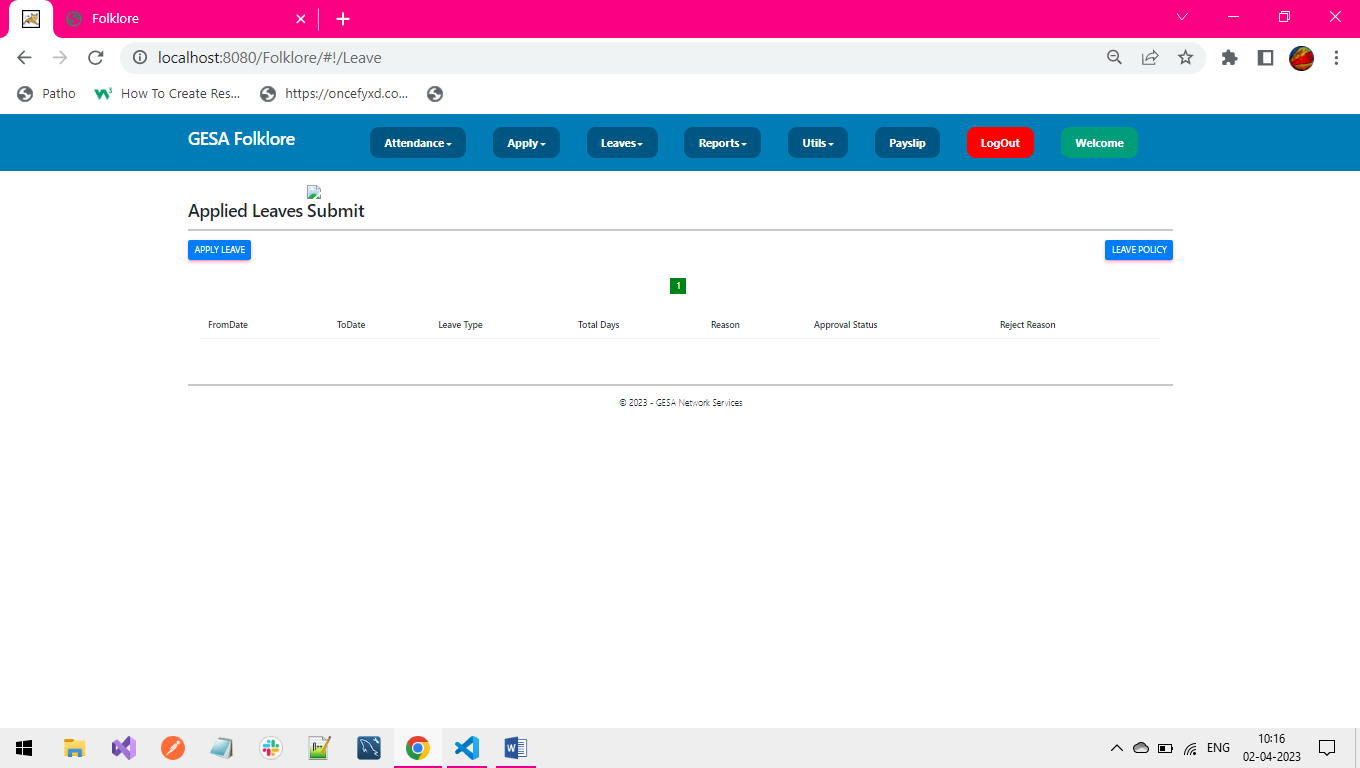 Folklore
localhost:8080/Folklore/#!/Leave
Patho How To Create Res... https://oncefyxd.co...
GESA Folklore Attendance Apply Leaves Reports Utils Payslip LogOut Welcome
Applied Leaves Submit
APPLY LEAVE LEAVE POLICY
1
FromDate ToDate Leave Type Total Days Reason Approval Status Reject Reason
© 2023 - GESA Network Services
ENG 10:16
02-04-2023